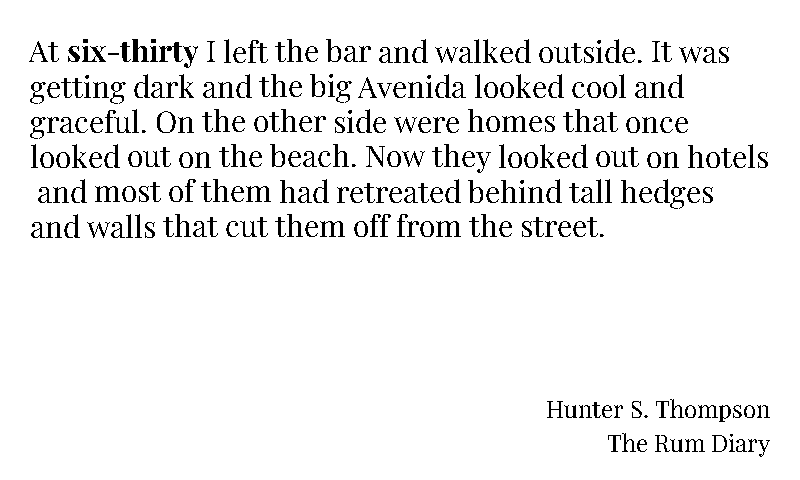 At six-thirty I left the bar and walked outside. It was
getting dark and the big Avenida looked cool and
graceful. On the other side were homes that once
looked out on the beach. Now they looked out on hotels
and most of them had retreated behind tall hedges
and walls that cut them off from the street.
Hunter S. Thompson
The Rum Diary